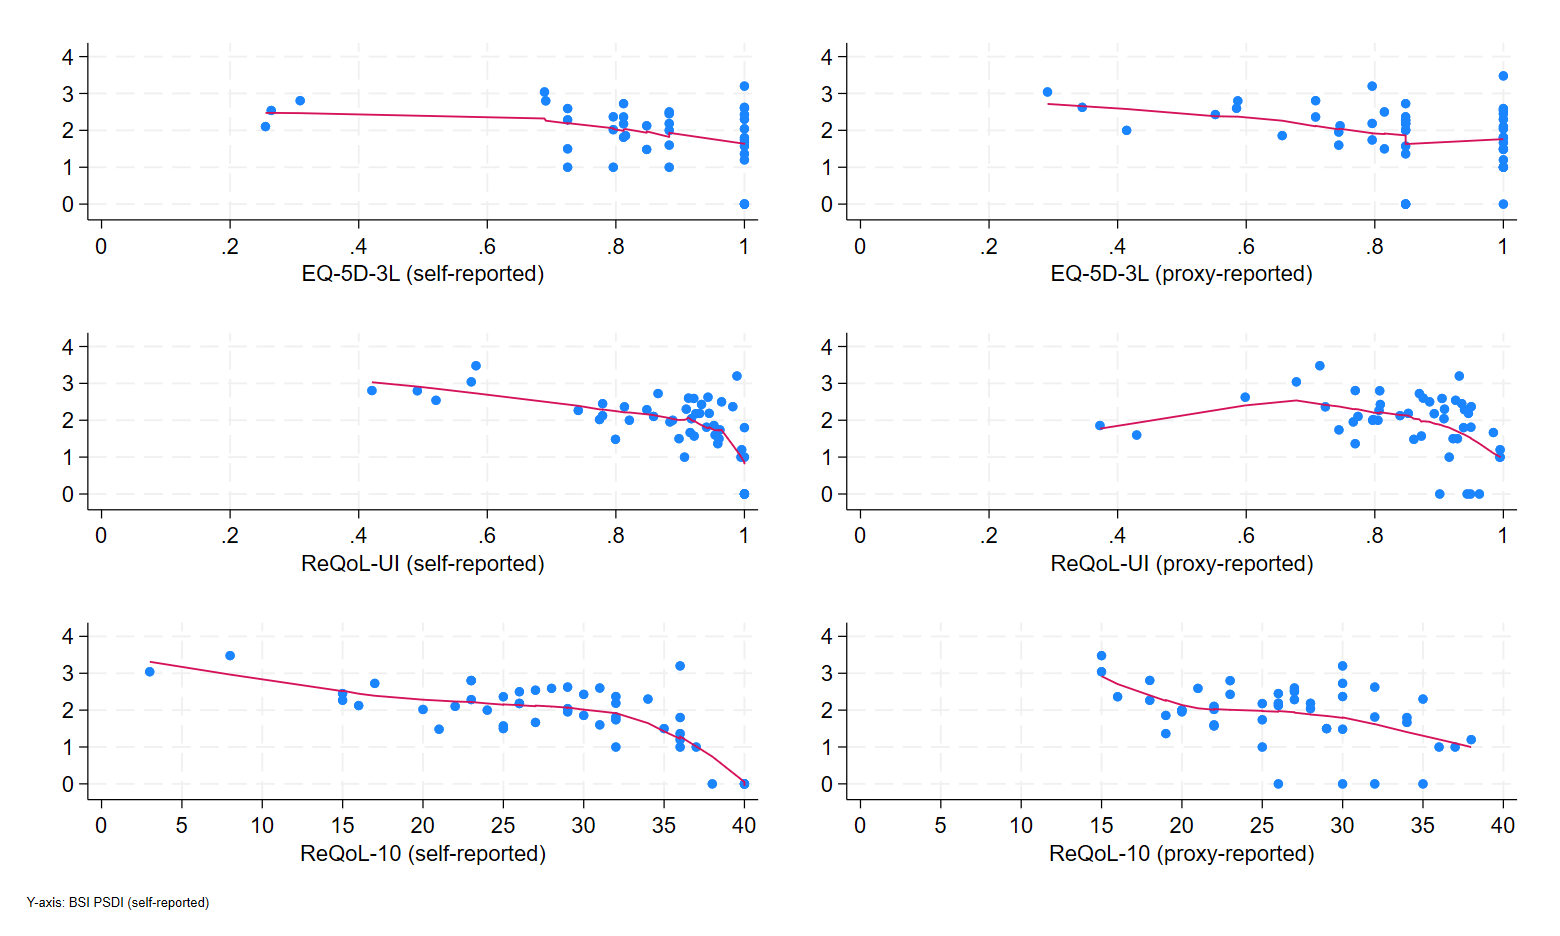 4 4
3 3
2 2
1 1
0 0
0 .2 .4 .6 .8 1 0 .2 .4 .6 .8 1
EQ-5D-3L (self-reported) EQ-5D-3L (proxy-reported)
4 4
3 3
2 2
1 1
0 0
0 .2 .4 .6 .8 1 0 .2 .4 .6 .8 1
ReQoL-UI (self-reported) ReQoL-UI (proxy-reported)
4 4
3 3
2 2
1 1
0 0
0 5 10 15 20 25 30 35 40 0 5 10 15 20 25 30 35 40
ReQoL-10 (self-reported) ReQoL-10 (proxy-reported)
Y-axis: BSI PSDI (self-reported)